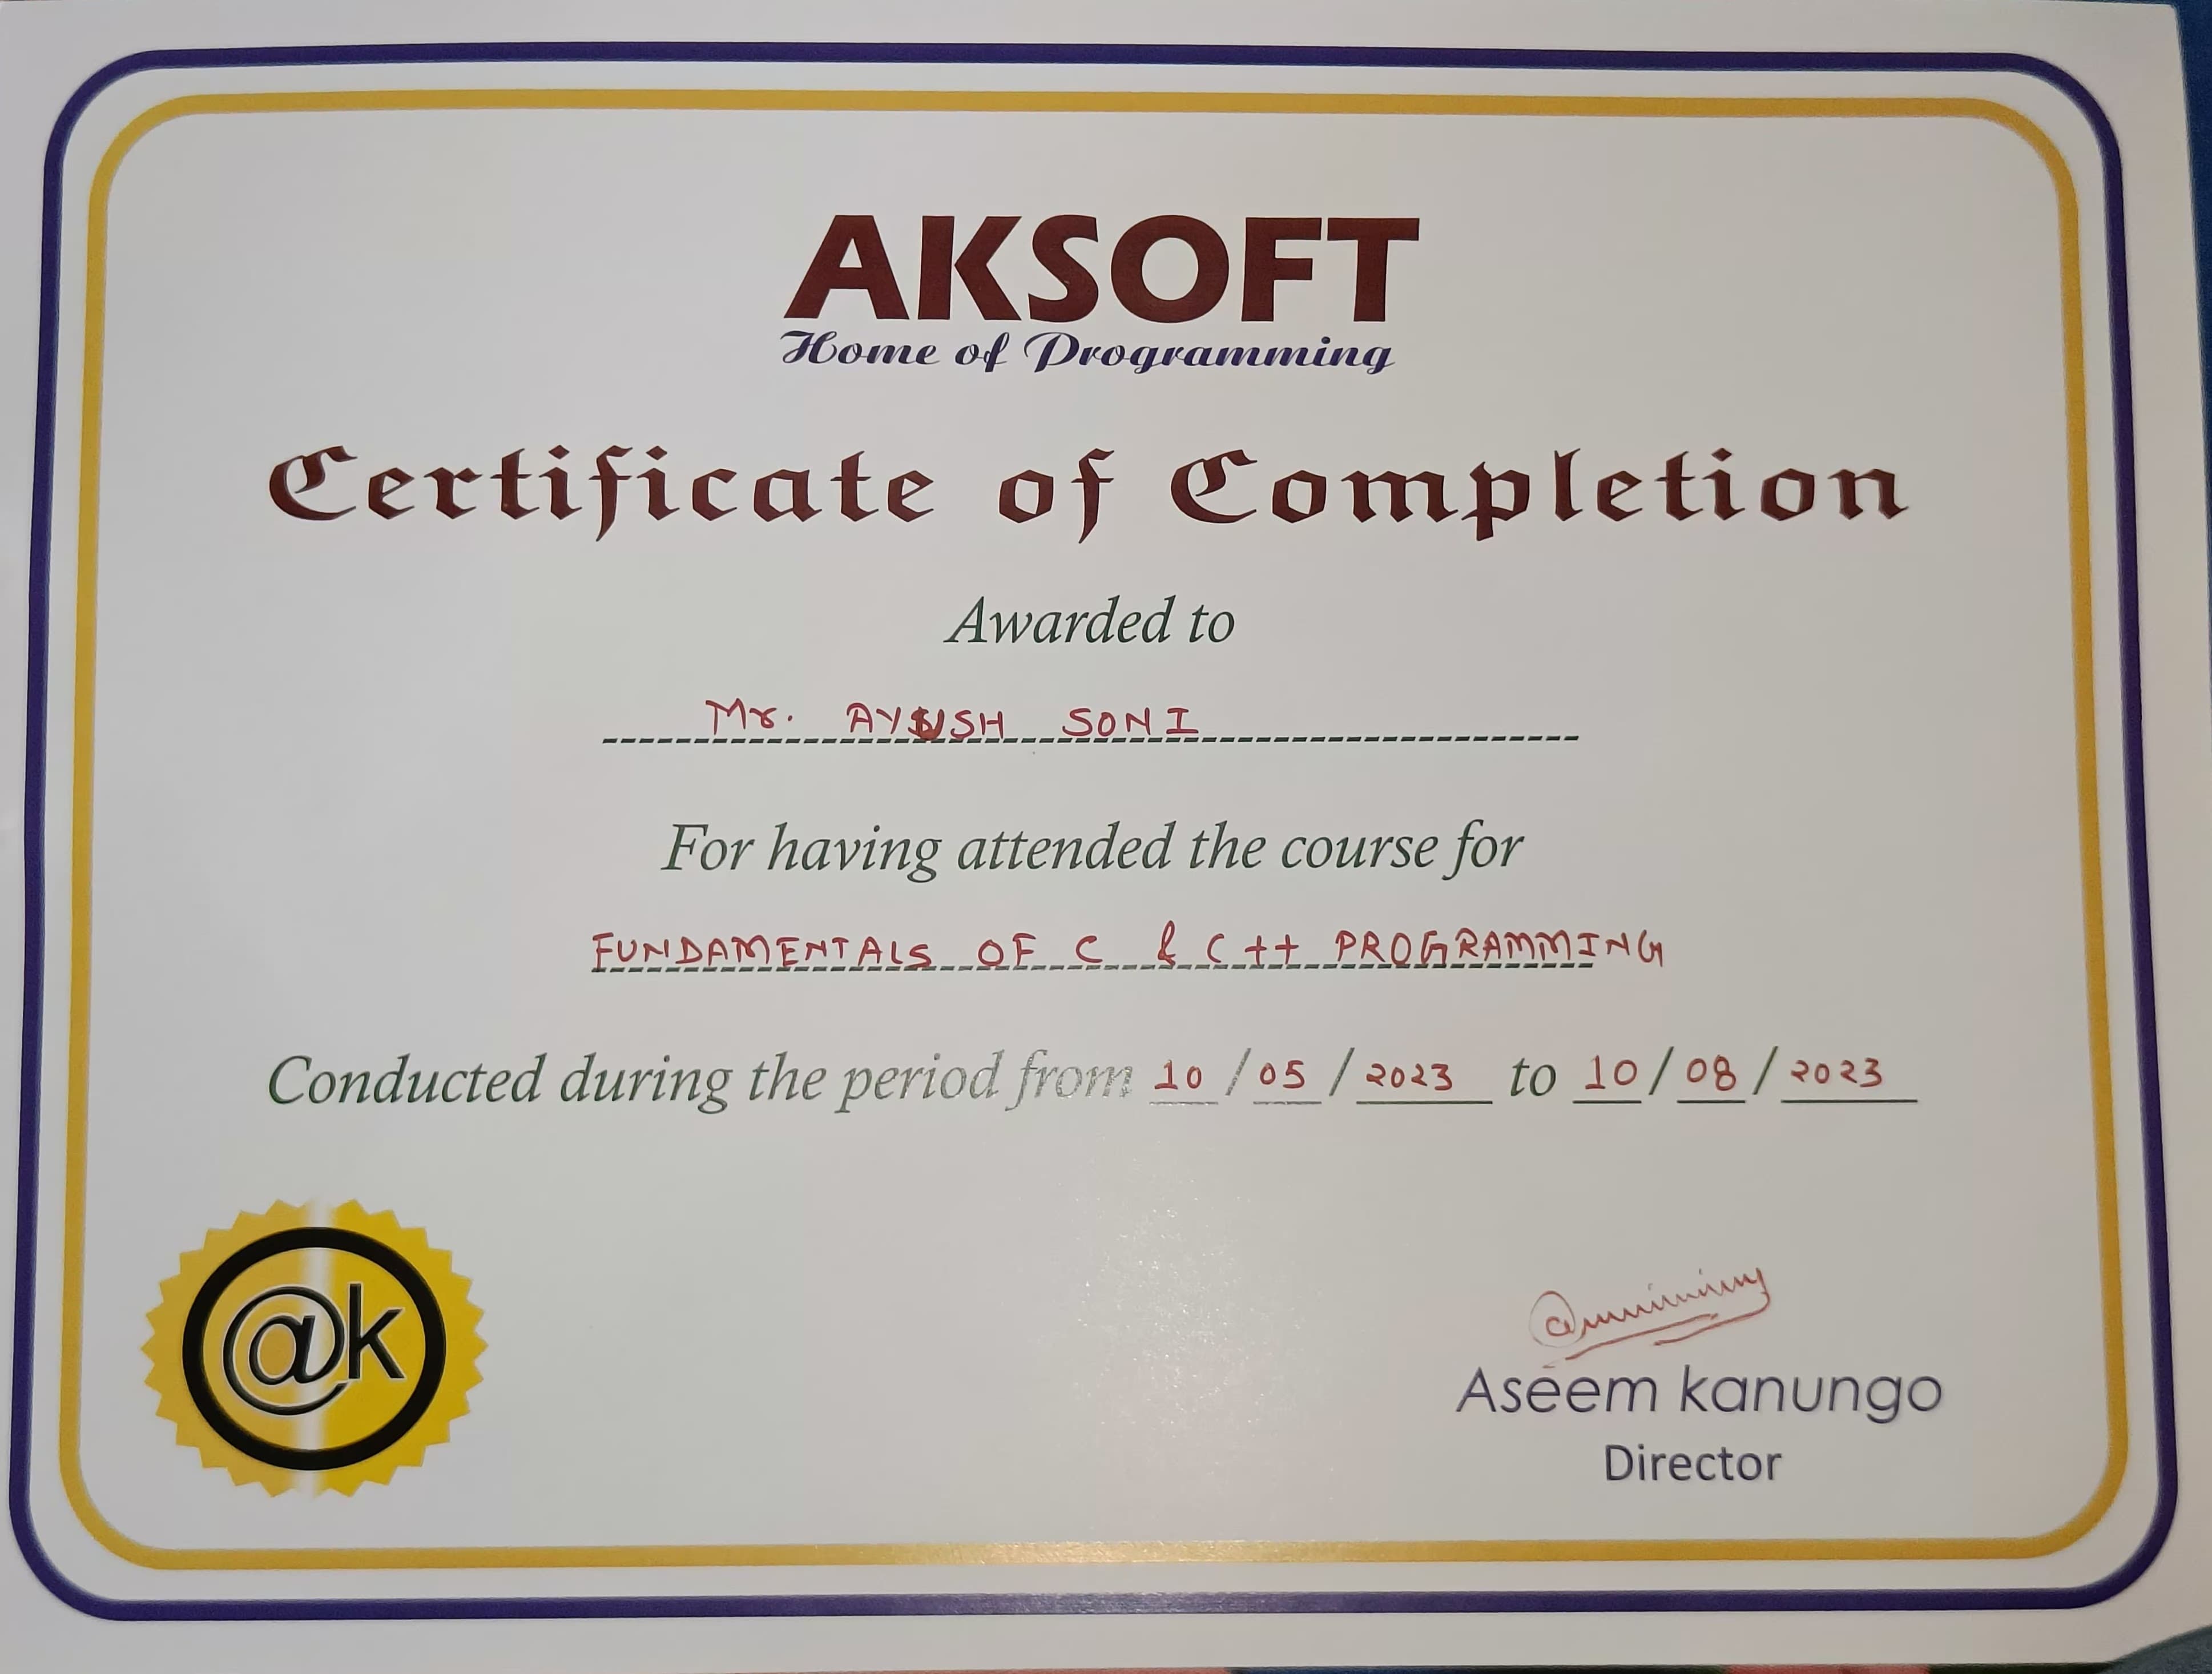 AKSOFT
Home of Programming
Certificate of Completion
Awarded to
Mr. AYUSH SONI
For having attended the course for
FUNDAMENTALS OF C & C++ PROGRAMMING
Conducted during the period from 10/05/2023 to 10/08/2023
@k
Aseem kanungo
Director